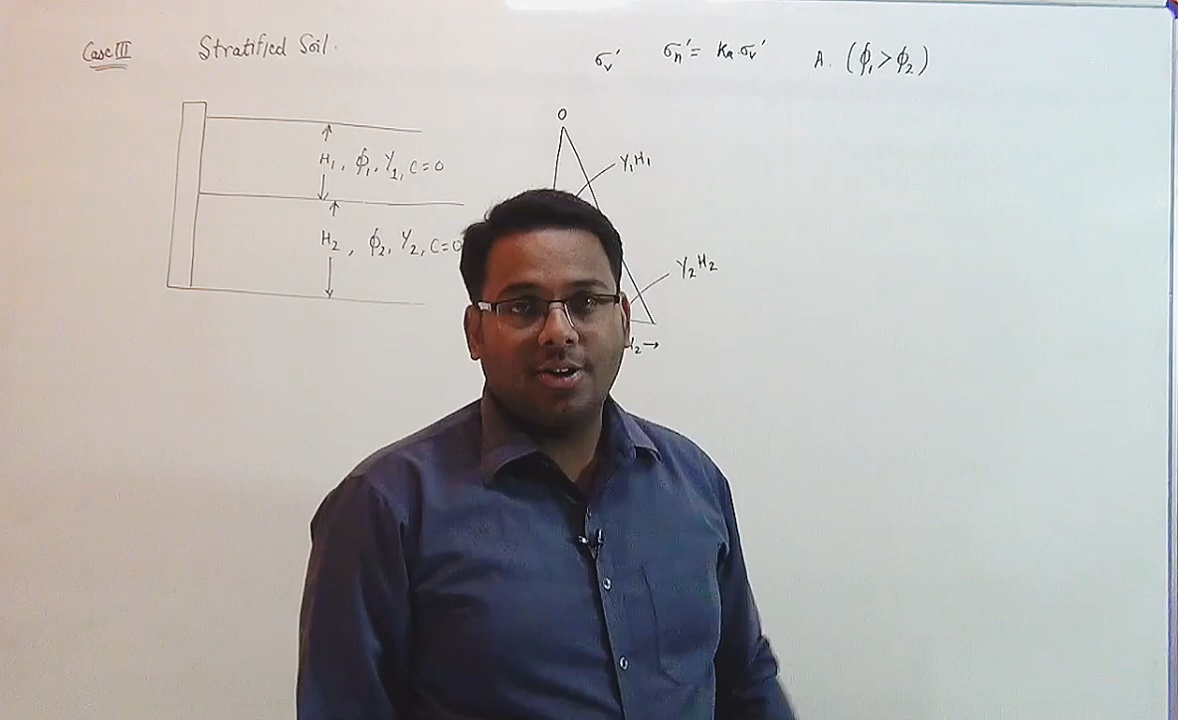 Case III Stratified Soil.
σv' σh' = Ka.σv' A. (ϕ1 > ϕ2)
O
H1, ϕ1, γ1, C=0
γ1H1
H2, ϕ2, γ2, C=0
γ2H2